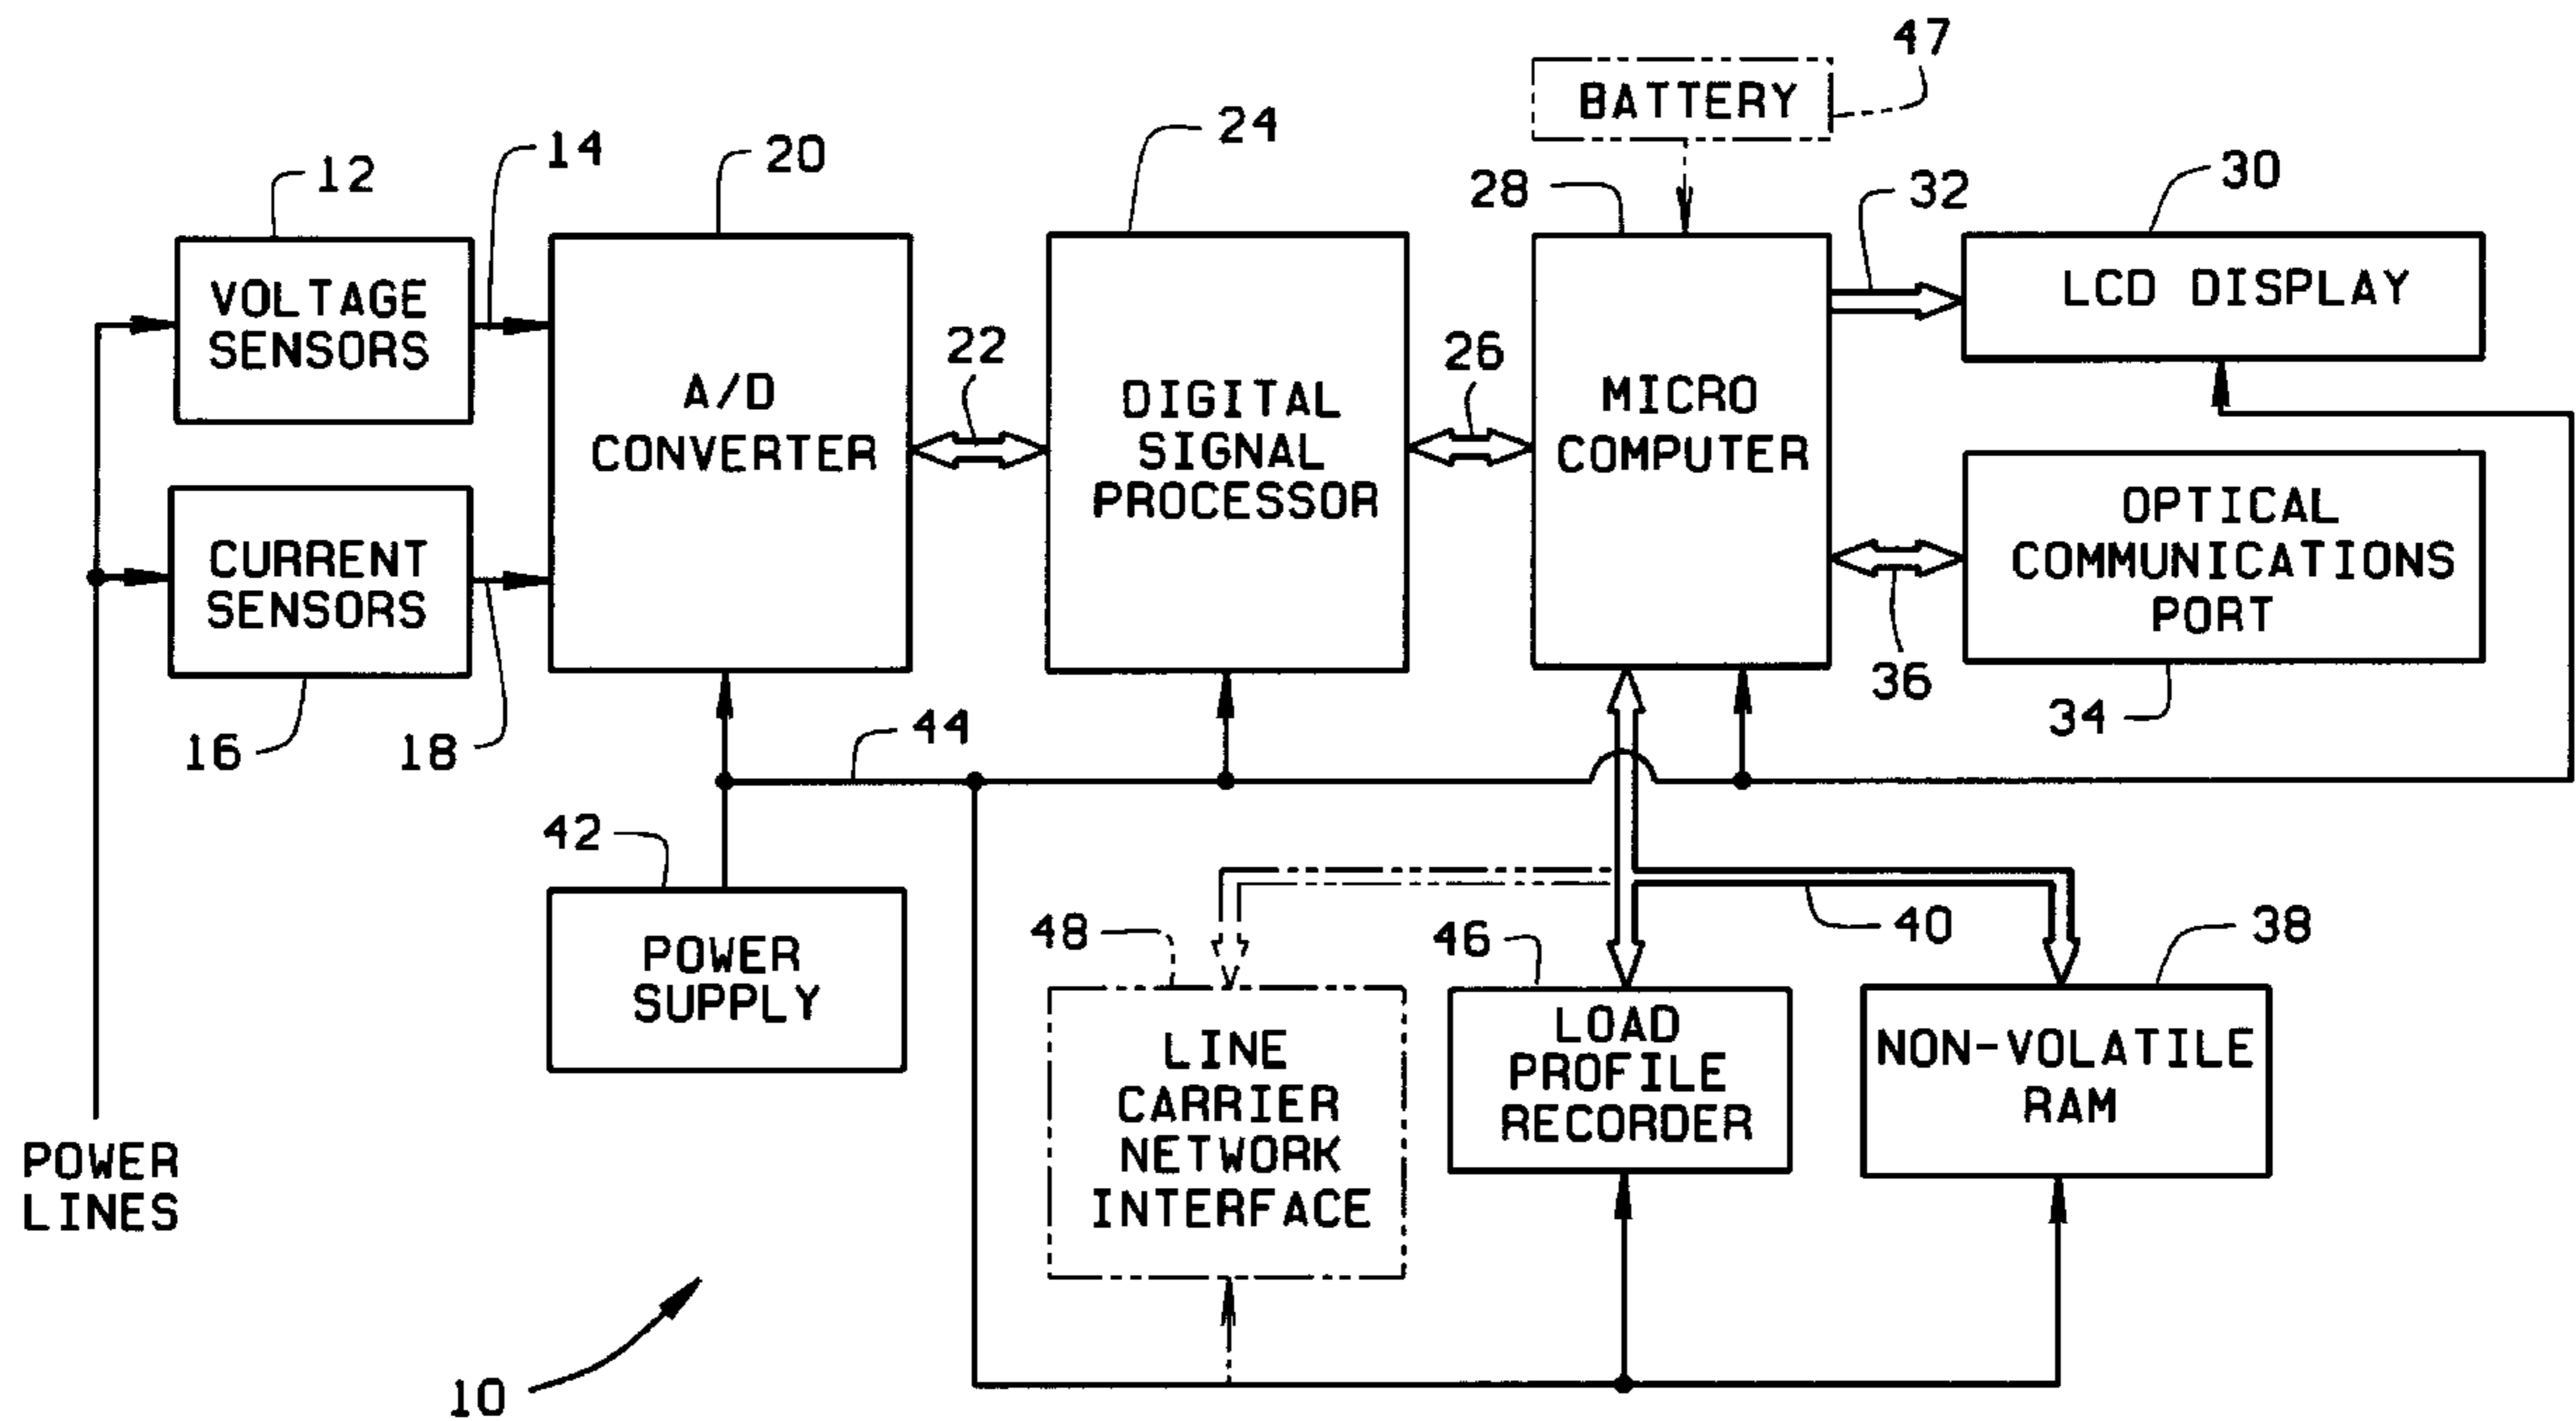 47
BATTERY
24
14
20
12
28
32
30
VOLTAGE
SENSORS
LCD DISPLAY
22
26
A/D
CONVERTER
DIGITAL
SIGNAL
PROCESSOR
MICRO
COMPUTER
CURRENT
SENSORS
OPTICAL
COMMUNICATIONS
PORT
16
18
44
36
34
42
POWER
SUPPLY
48
46
40
38
LINE
CARRIER
NETWORK
INTERFACE
LOAD
PROFILE
RECORDER
NON-VOLATILE
RAM
POWER
LINES
10